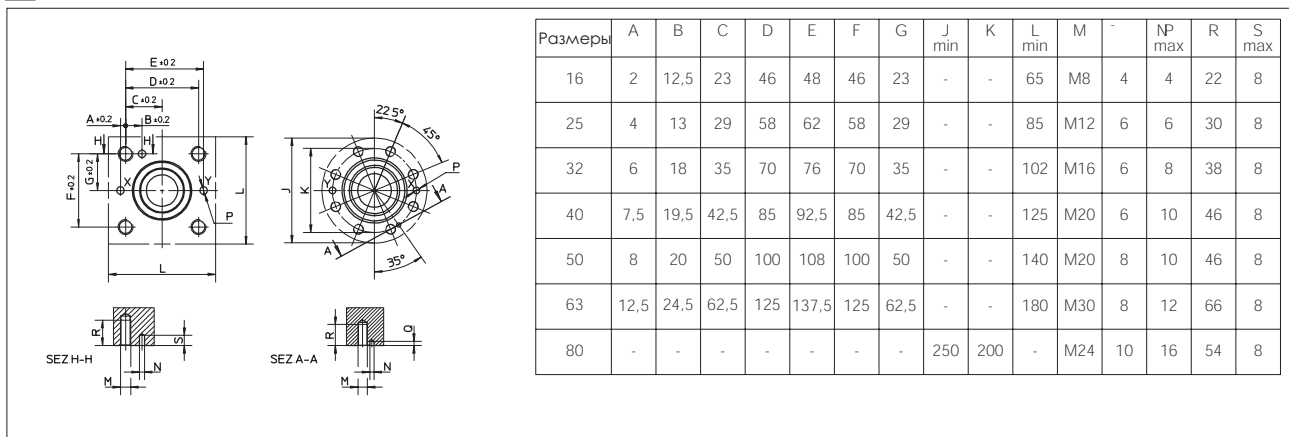 E ±0.2
D ±0.2
C ±0.2
A ±0.2 B ±0.2
H H
F ±0.2
G ±0.2
X Y
L
P
L
22 5°
45°
P
J
K
Y
A
A
35°
R
S
SEZ H-H
N
M
R
Q
SEZ A-A
N
M
Размеры A B C D E F G J min K L min M - NP max R S max
16 2 12,5 23 46 48 46 23 - - 65 M8 4 4 22 8
25 4 13 29 58 62 58 29 - - 85 M12 6 6 30 8
32 6 18 35 70 76 70 35 - - 102 M16 6 8 38 8
40 7,5 19,5 42,5 85 92,5 85 42,5 - - 125 M20 6 10 46 8
50 8 20 50 100 108 100 50 - - 140 M20 8 10 46 8
63 12,5 24,5 62,5 125 137,5 125 62,5 - - 180 M30 8 12 66 8
80 - - - - - - - 250 200 - M24 10 16 54 8